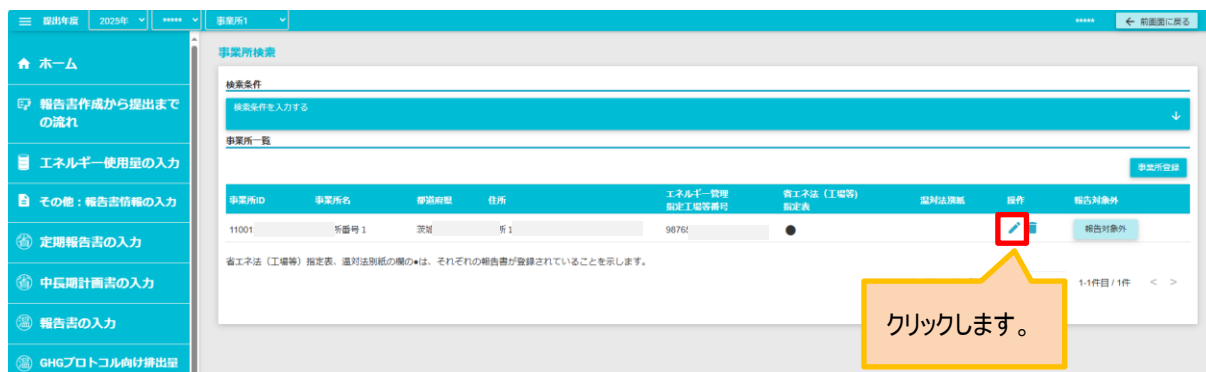 提出年度 2025年 ***** 事業所1 ***** ← 前画面に戻る
ホーム
報告書作成から提出まで
の流れ
エネルギー使用量の入力
その他：報告書情報の入力
定期報告書の入力
中長期計画書の入力
報告書の入力
GHGプロトコル向け排出量
事業所検索
検索条件
検索条件を入力する
事業所一覧
事業所登録
事業所ID 事業所名 都道府県 住所 エネルギー管理 省エネ法（工場等） 温対法別紙 操作 報告対象外
指定工場等番号 指定表
11001 所番号1 茨城 所1 9876 ● 報告対象外
省エネ法（工場等）指定表、温対法別紙の欄の●は、それぞれの報告書が登録されていることを示します。
1-1件目 / 1件 < >
クリックします。